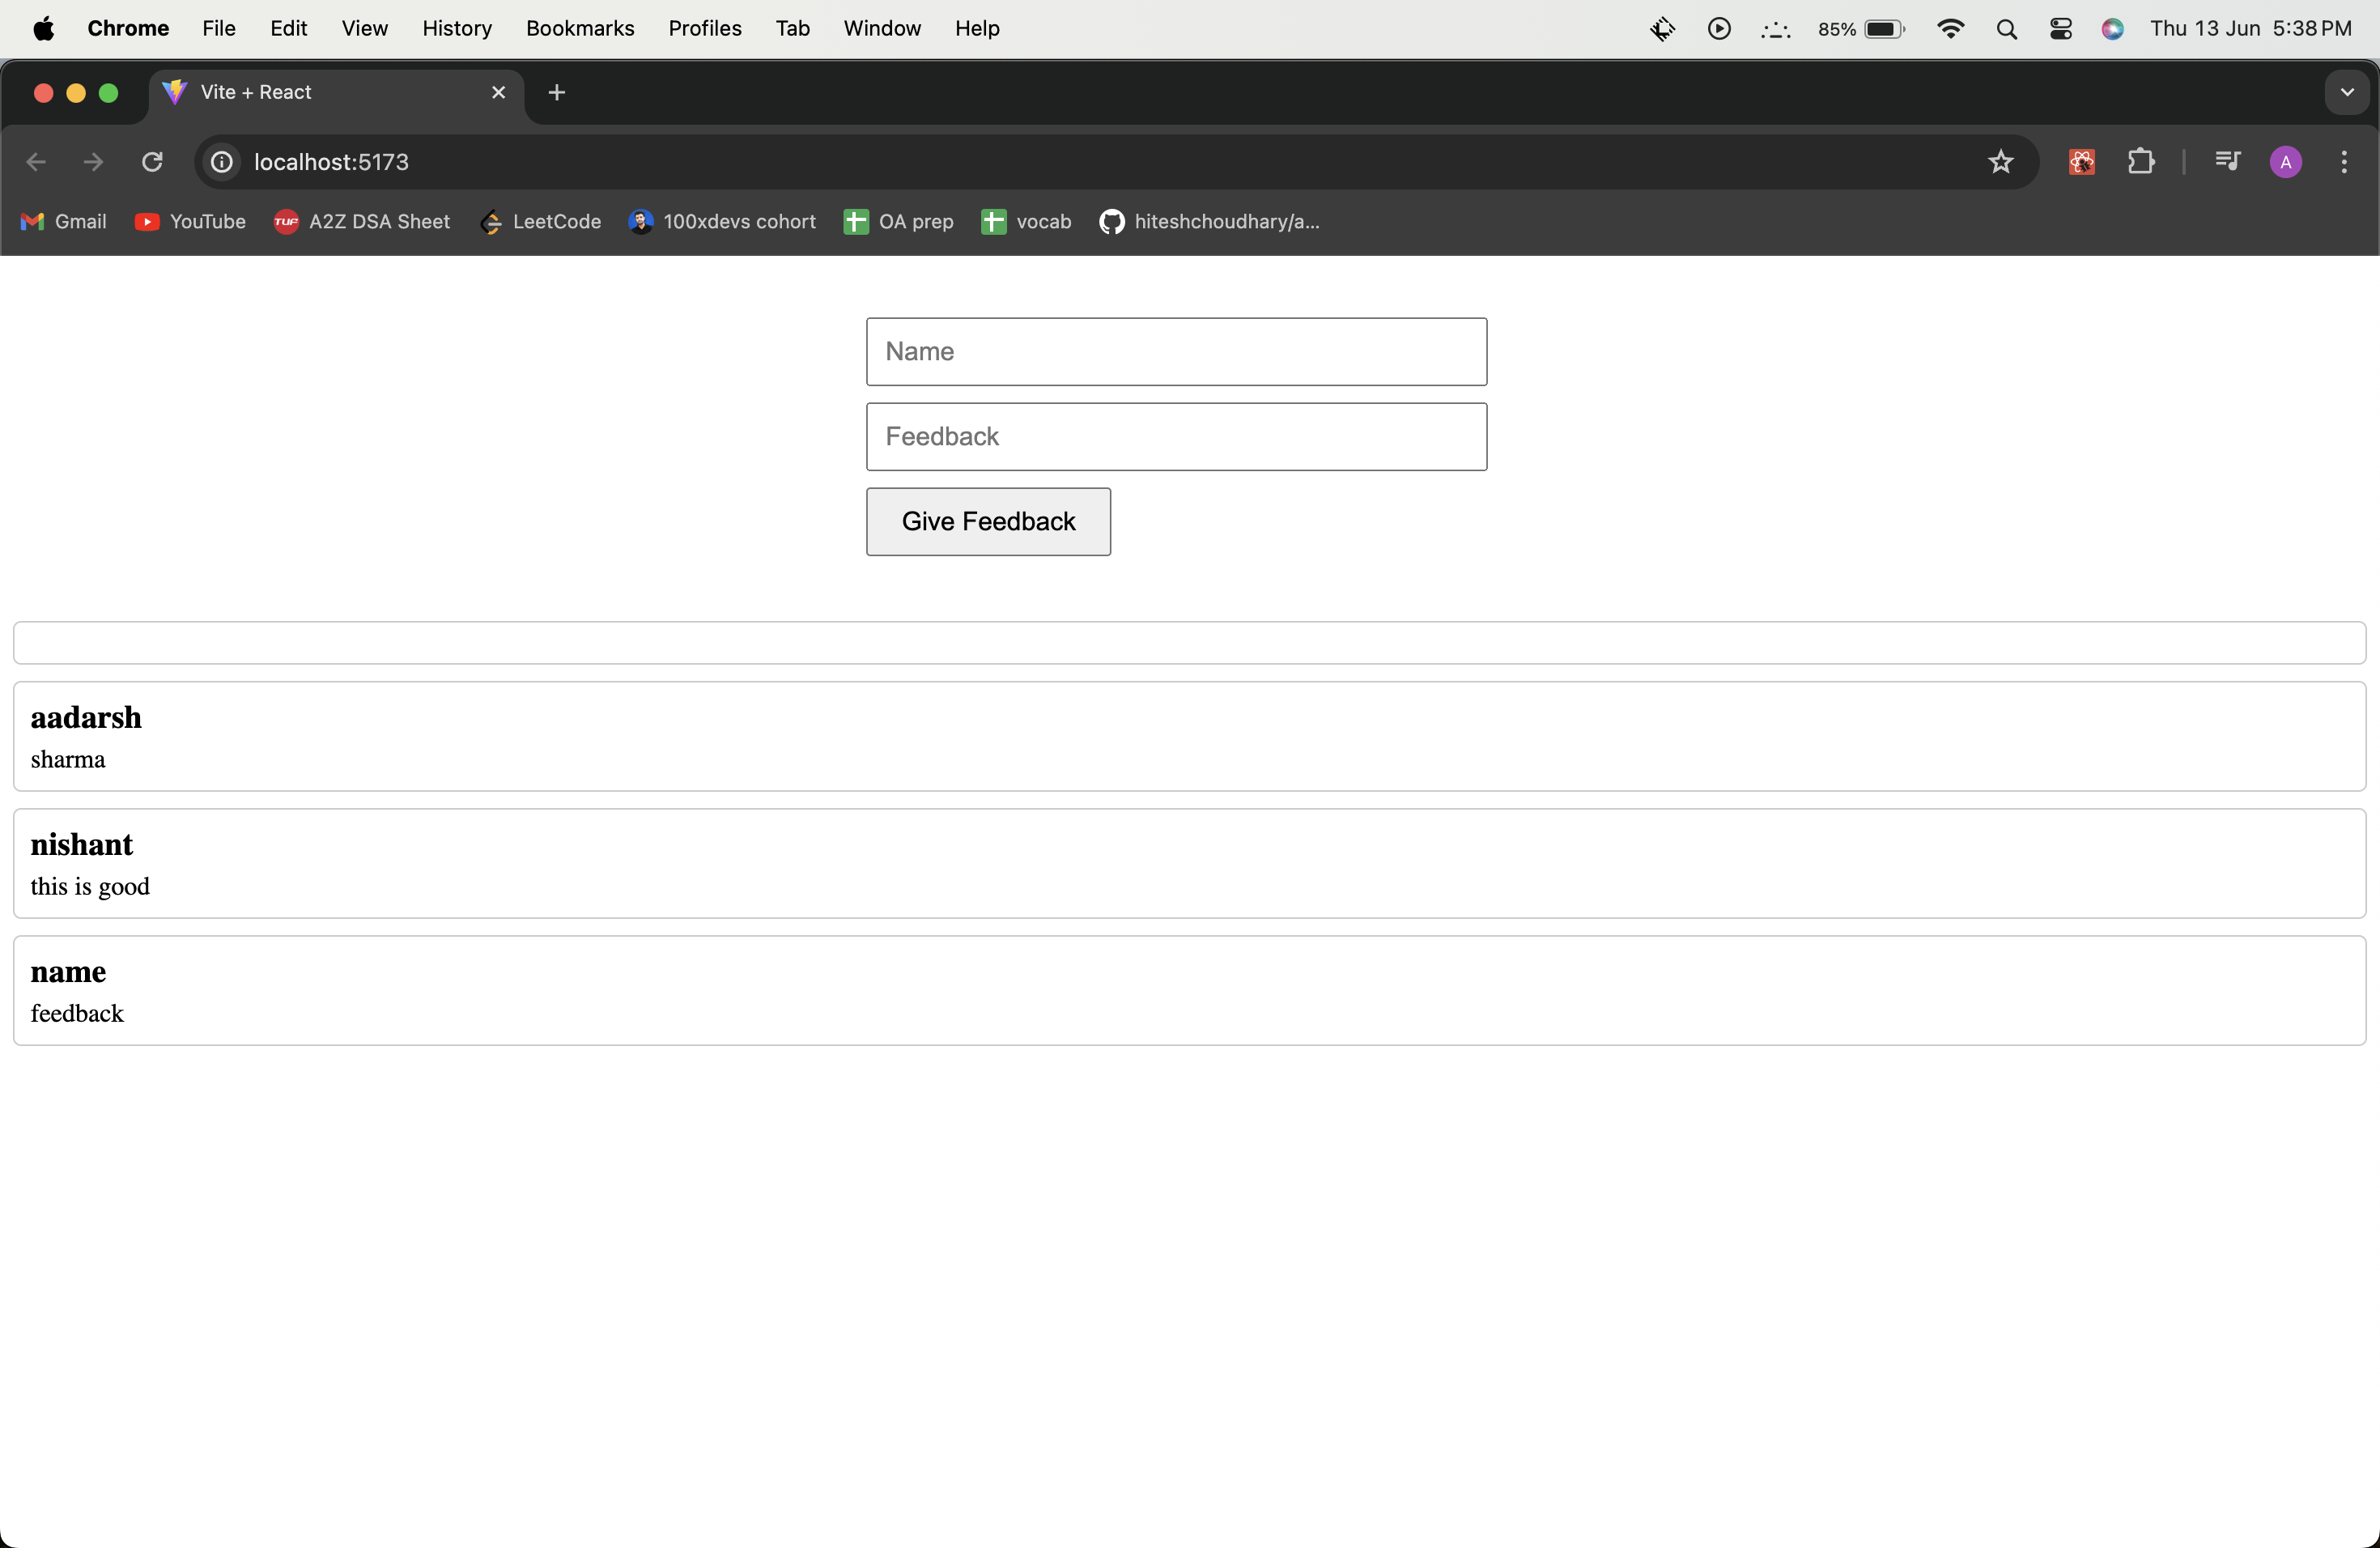 Chrome File Edit View History Bookmarks Profiles Tab Window Help 85% Thu 13 Jun 5:38 PM
Vite + React
localhost:5173 A
Gmail YouTube TUF A2Z DSA Sheet LeetCode 100xdevs cohort OA prep vocab hiteshchoudhary/a...
Name
Feedback
Give Feedback
aadarsh
sharma
nishant
this is good
name
feedback